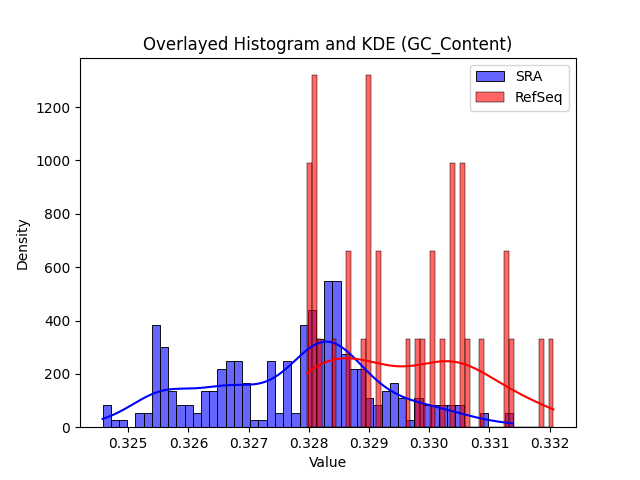 Overlayed Histogram and KDE (GC_Content)
SRA
RefSeq
1200
1000
800
600
400
200
0
Density
0.325 0.326 0.327 0.328 0.329 0.330 0.331 0.332
Value